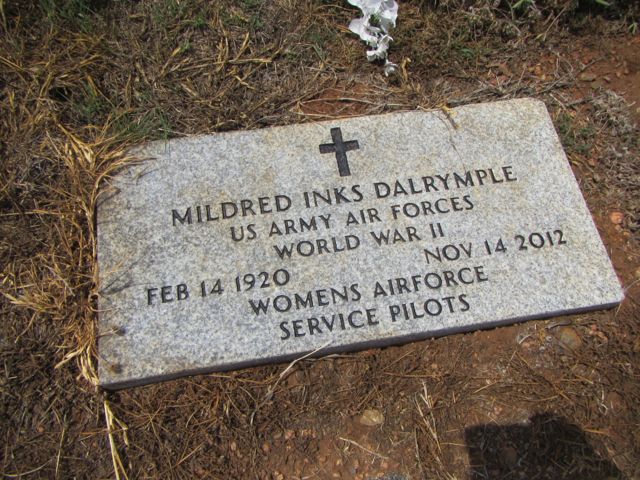 MILDRED INKS DALRYMPLE
US ARMY AIR FORCES
WORLD WAR II
FEB 14 1920 NOV 14 2012
WOMENS AIRFORCE
SERVICE PILOTS